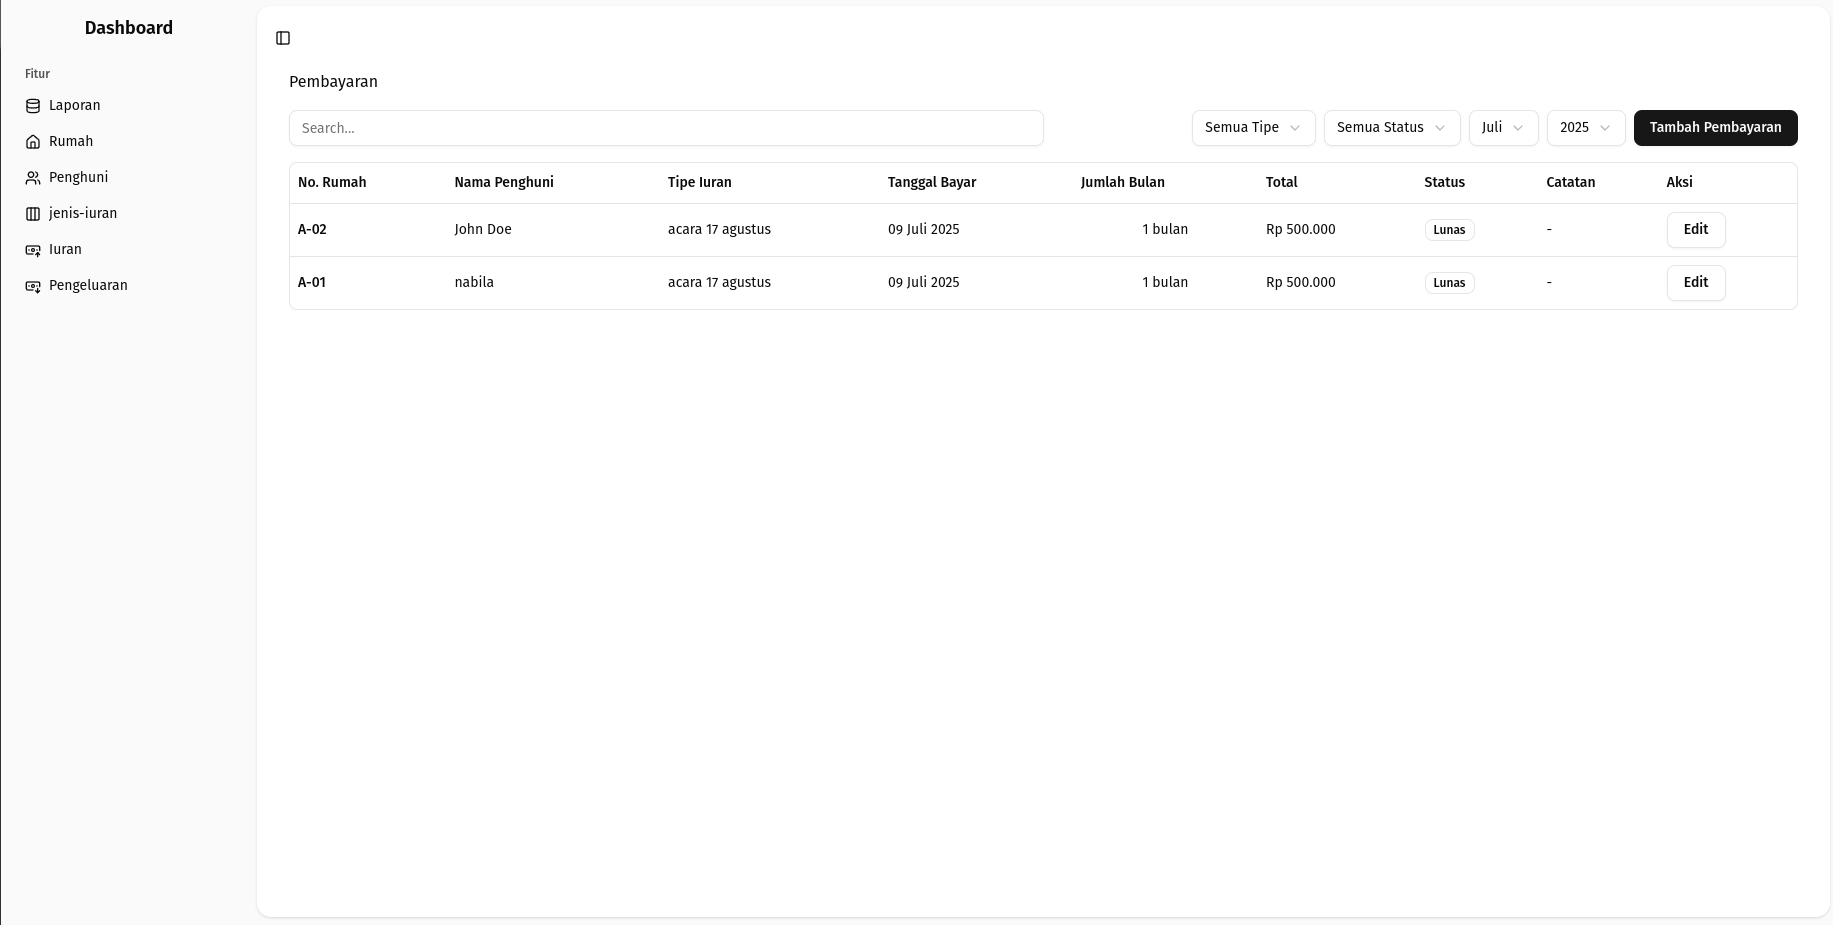 Dashboard
Fitur
Laporan
Rumah
Penghuni
jenis-iuran
Iuran
Pengeluaran
Pembayaran
Search...
Semua Tipe
Semua Status
Juli
2025
Tambah Pembayaran
No. Rumah Nama Penghuni Tipe Iuran Tanggal Bayar Jumlah Bulan Total Status Catatan Aksi
A-02 John Doe acara 17 agustus 09 Juli 2025 1 bulan Rp 500.000 Lunas - Edit
A-01 nabila acara 17 agustus 09 Juli 2025 1 bulan Rp 500.000 Lunas - Edit